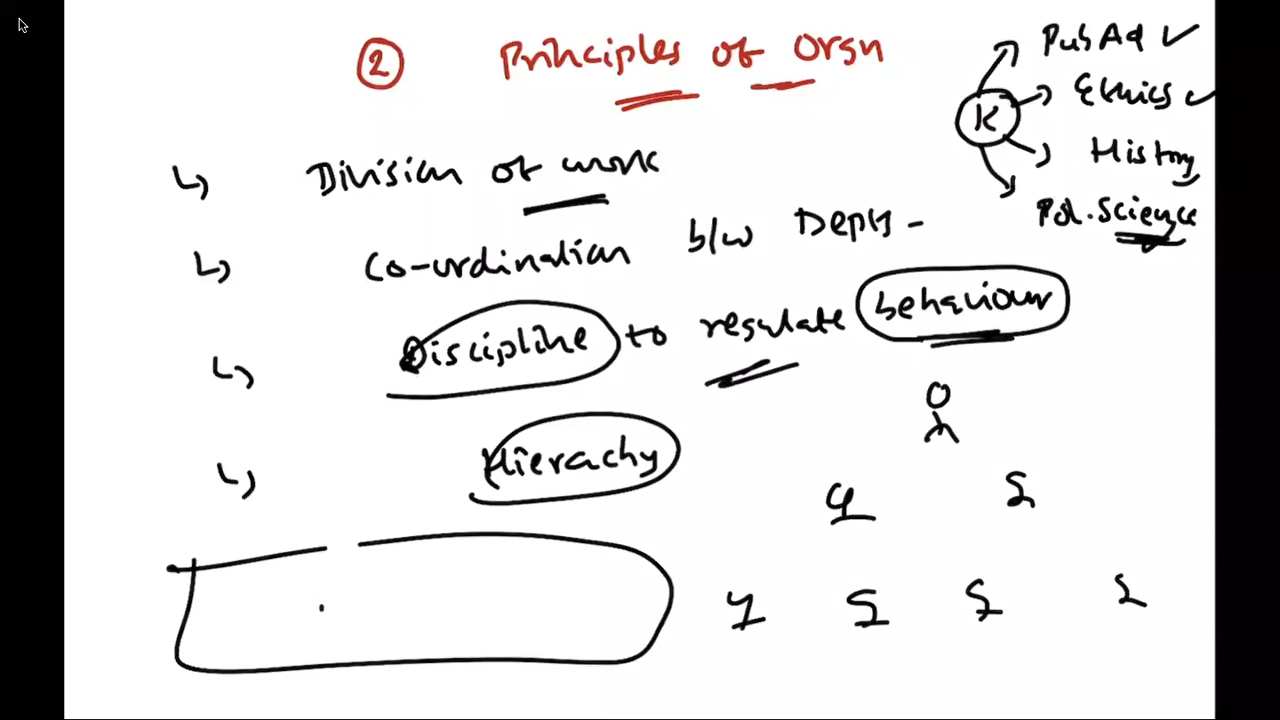 ② Principles of Orgn
Division of work
Co-ordination b/w Depts -
Discipline to regulate behaviour
Hierachy
K
PubAd ✓
Ethics ✓
History
Pol. Science